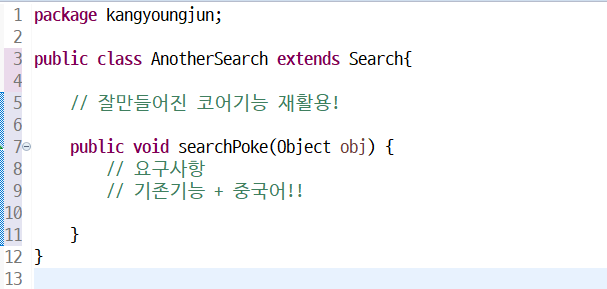 1 package kangyoungjun;
2
3 public class AnotherSearch extends Search{
4
5 // 잘만들어진 코어기능 재활용!
6
7 public void searchPoke(Object obj) {
8 // 요구사항
9 // 기존기능 + 중국어!!
10
11 }
12 }
13